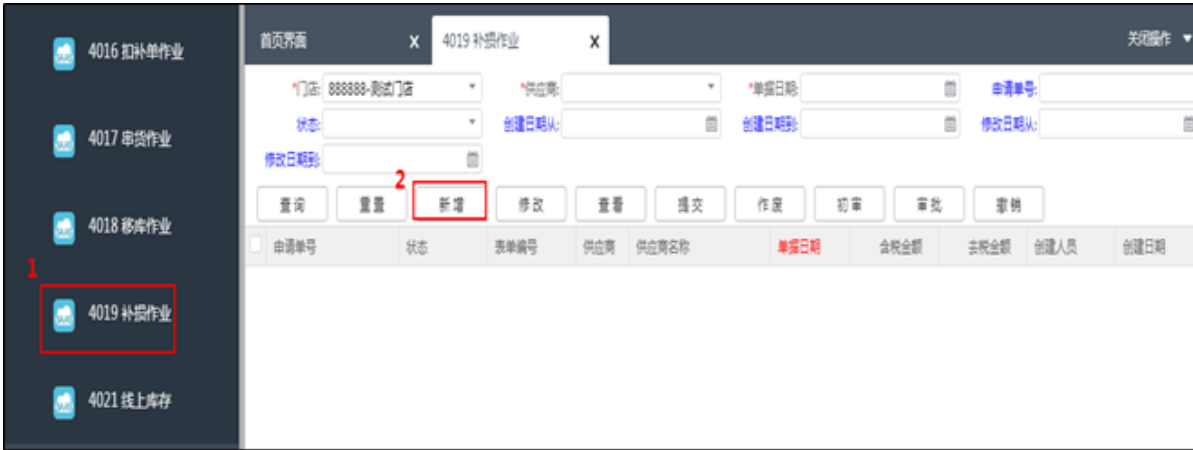 4016 扣补单作业
4017 串货作业
4018 移库作业
1
4019 补损作业
4021 线上库存
首页界面 x 4019 补损作业 x 关闭操作
*门店: 888888-测试门店 *供应商: *单据日期: 申请单号:
状态: 创建日期从: 创建日期到: 修改日期从:
修改日期到:
2
查询 重置 新增 修改 查看 提交 作废 初审 审批 撤销
申请单号 状态 表单编号 供应商 供应商名称 单据日期 含税金额 去税金额 创建人员 创建日期